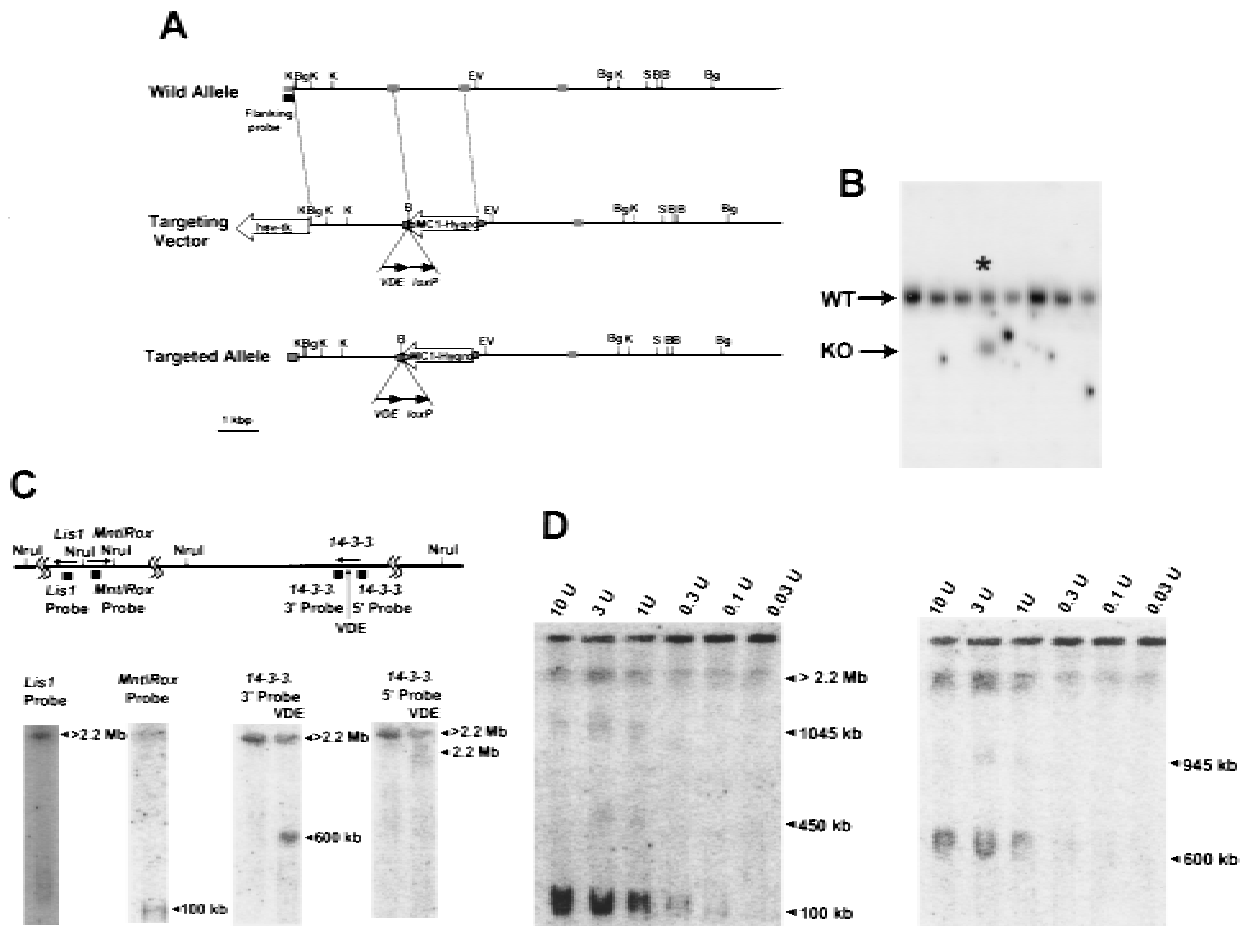 A
K BgK K EV Bg K S BB Bg
Wild Allele
Flanking
probe
B
K BgK K B EV Bg K S BB Bg
Targeting
Vector
hsv-tk
MC1-Hygro
VDE loxP
*
WT
KO
K BgK K B EV Bg K S BB Bg
Targeted Allele
MC1-Hygro
VDE loxP
1 kbp
C
Lis1 Mnt/Rox
NruI NruI NruI NruI 14-3-3 NruI
Lis1
Probe
Mnt/Rox
Probe
14-3-3
3' Probe
14-3-3
5' Probe
VDE
Lis1
Probe
Mnt/Rox
Probe
14-3-3
3' Probe
VDE
14-3-3
5' Probe
VDE
>2.2 Mb
>2.2 Mb
>2.2 Mb
2.2 Mb
600 kb
100 kb
D
10 U 3 U 1U 0.3 U 0.1 U 0.03 U
> 2.2 Mb
1045 kb
450 kb
100 kb
10 U 3 U 1U 0.3 U 0.1 U 0.03 U
945 kb
600 kb